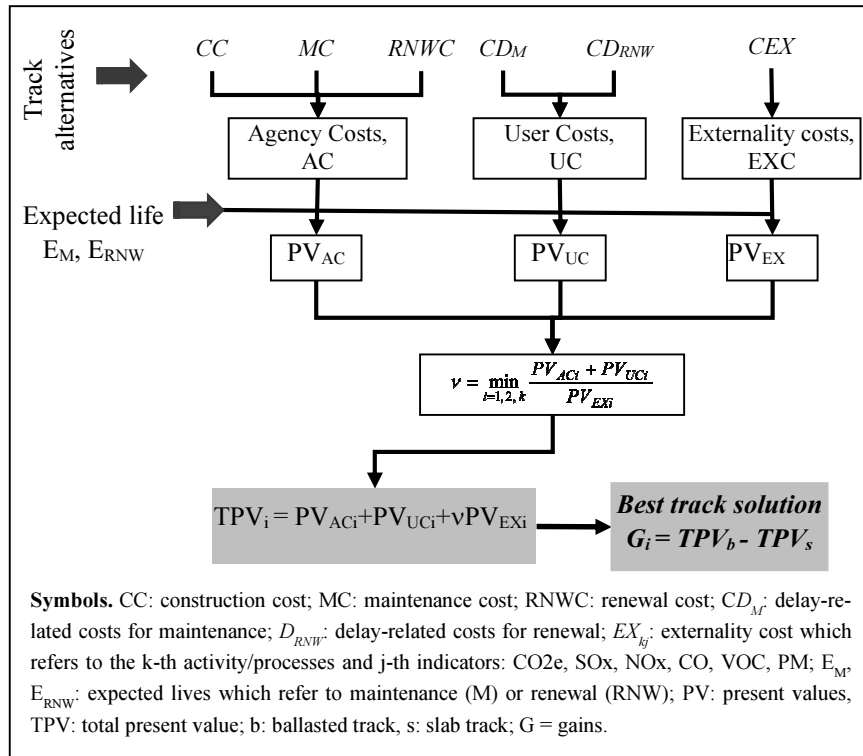 CC MC RNWC CD_M CD_RNW CEX
Track
alternatives
Agency Costs,
AC
User Costs,
UC
Externality costs,
EXC
Expected life
E_M, E_RNW
PV_AC
PV_UC
PV_EX
ν = min_{i=1,2,k} (PV_ACi + PV_UCi) / PV_EXi
TPV_i = PV_ACi+PV_UCi+νPV_EXi
Best track solution
G_i = TPV_b - TPV_s
Symbols. CC: construction cost; MC: maintenance cost; RNWC: renewal cost; CD_M: delay-re-
lated costs for maintenance; D_RNW: delay-related costs for renewal; EX_kj: externality cost which
refers to the k-th activity/processes and j-th indicators: CO2e, SOx, NOx, CO, VOC, PM; E_M,
E_RNW: expected lives which refer to maintenance (M) or renewal (RNW); PV: present values,
TPV: total present value; b: ballasted track, s: slab track; G = gains.